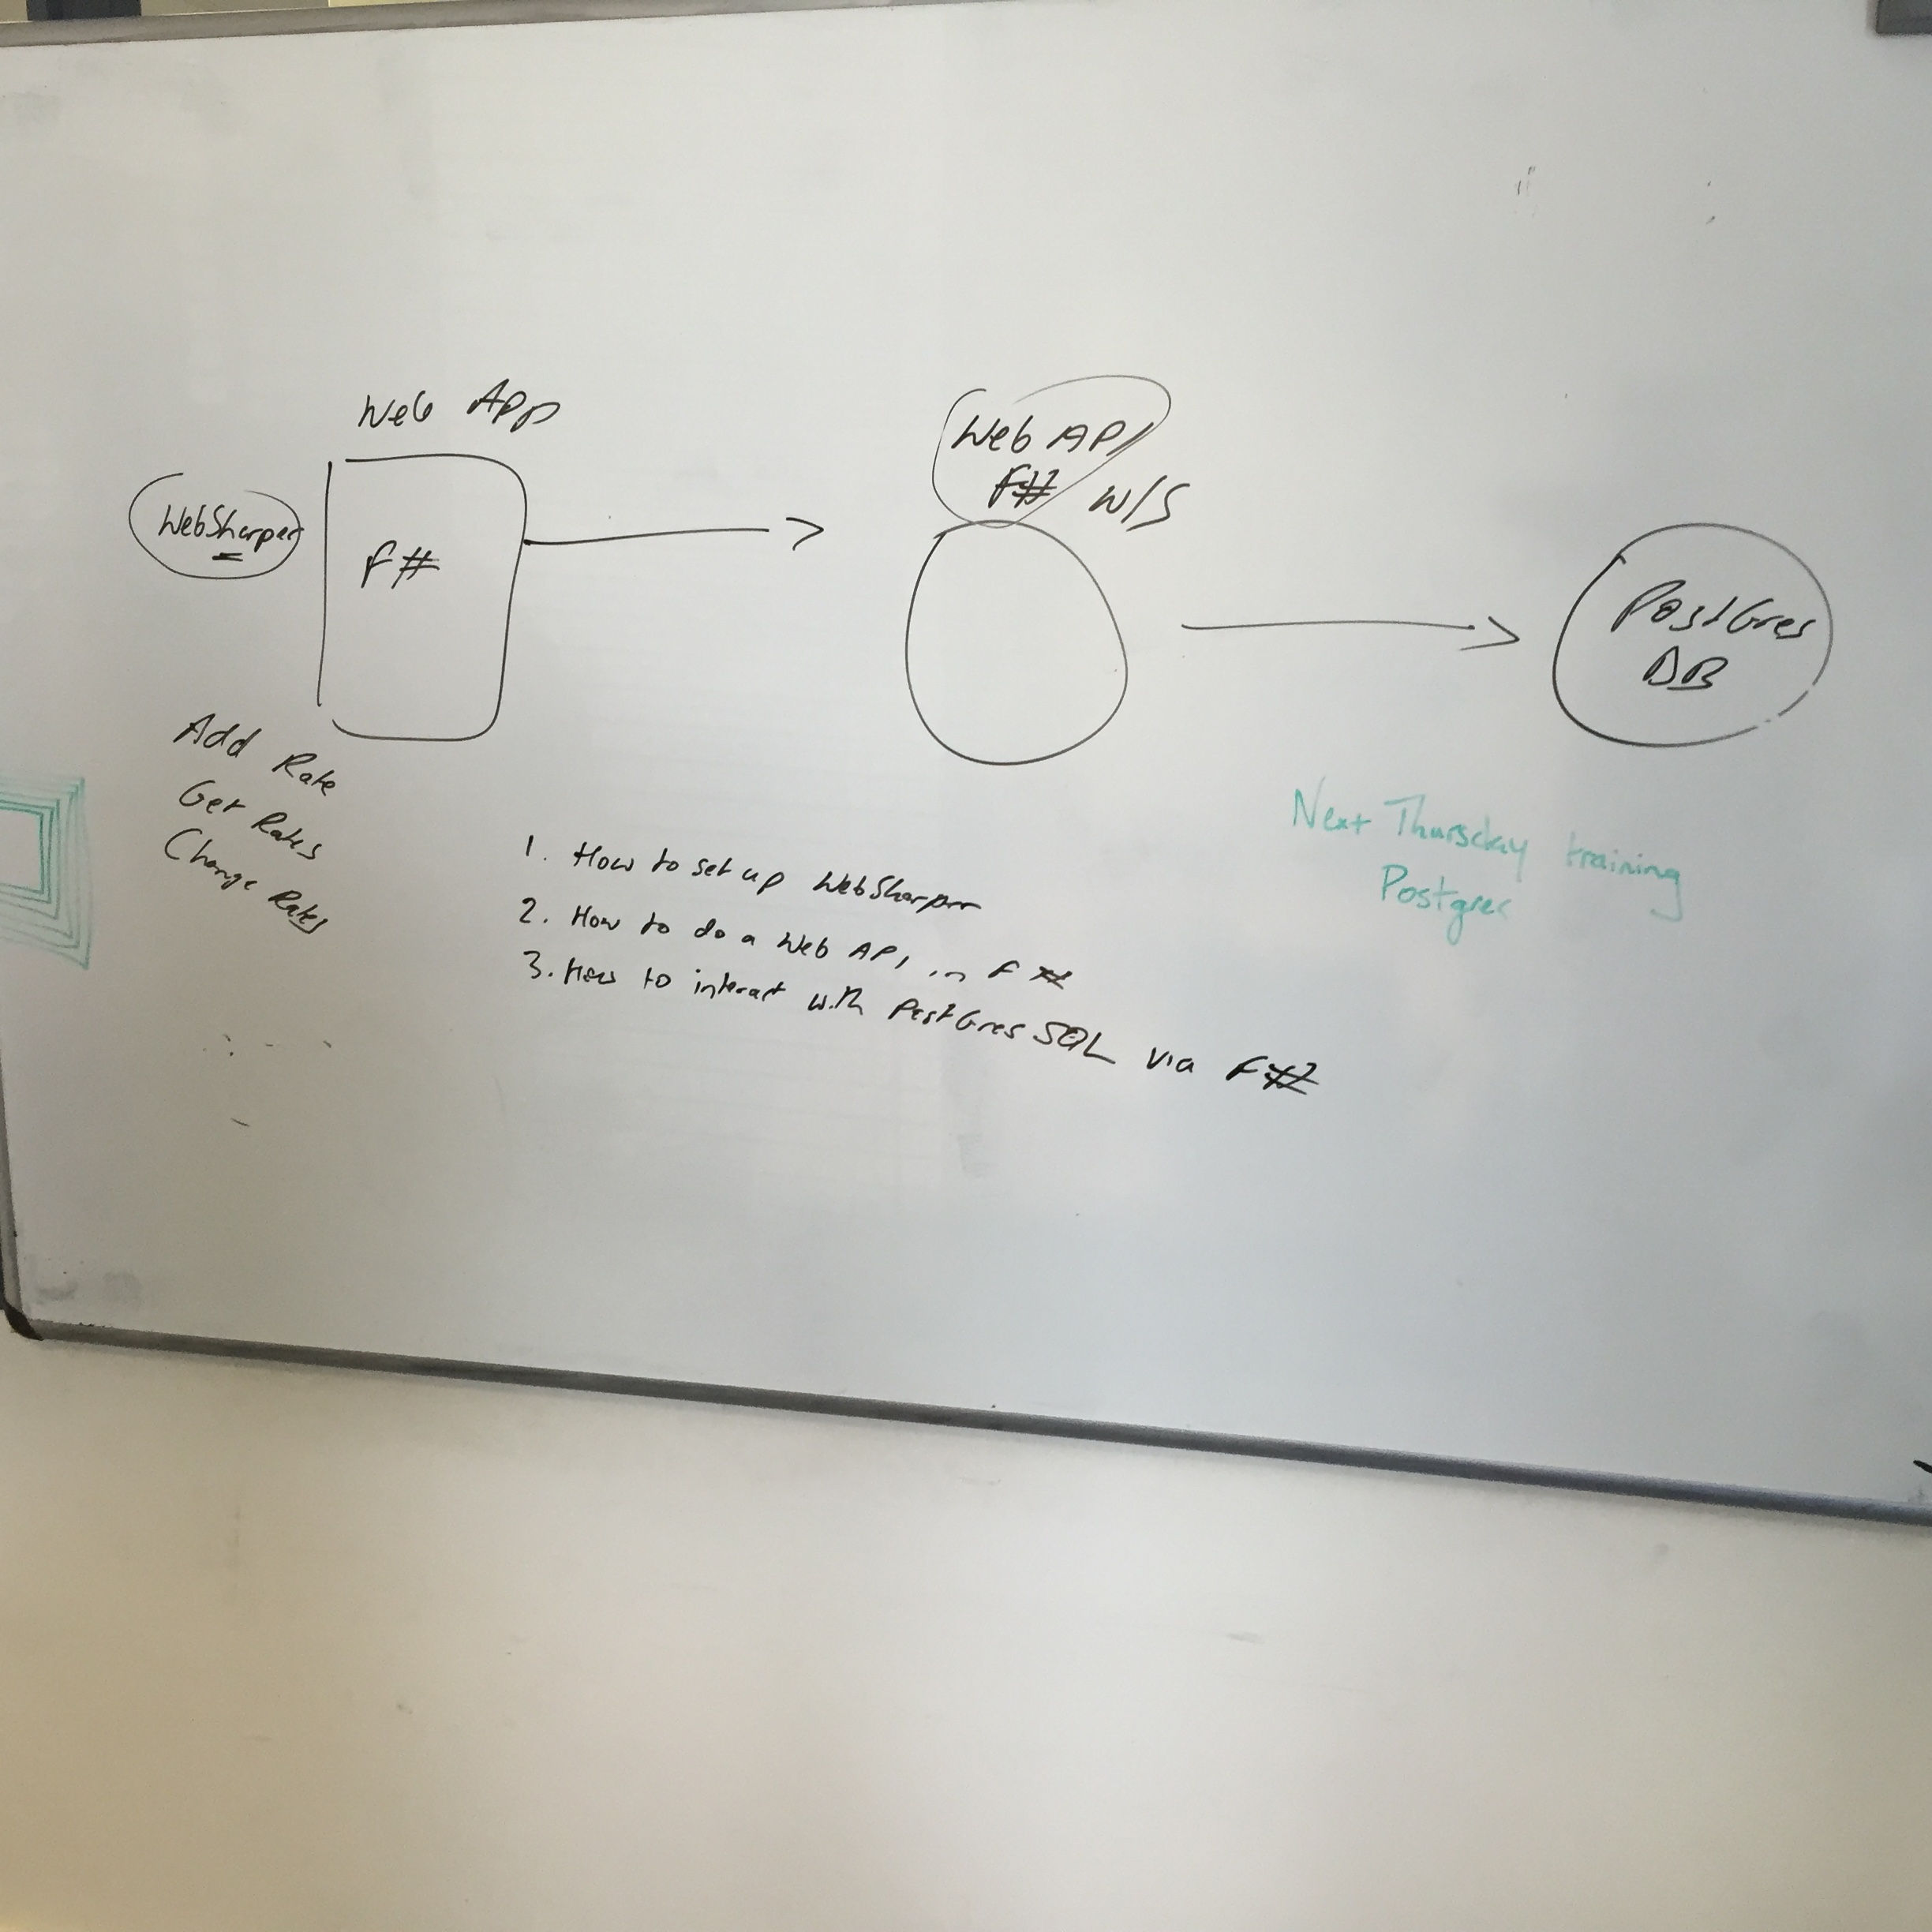 Web App
WebSharper
F#
Web API
F# W/S
PostGres
DB
Add Rate
Get Rates
Change Rates
1. How to set up WebSharper
2. How to do a Web API in F#
3. How to interact with PostGres SQL via F#
Next Thursday training
Postgres